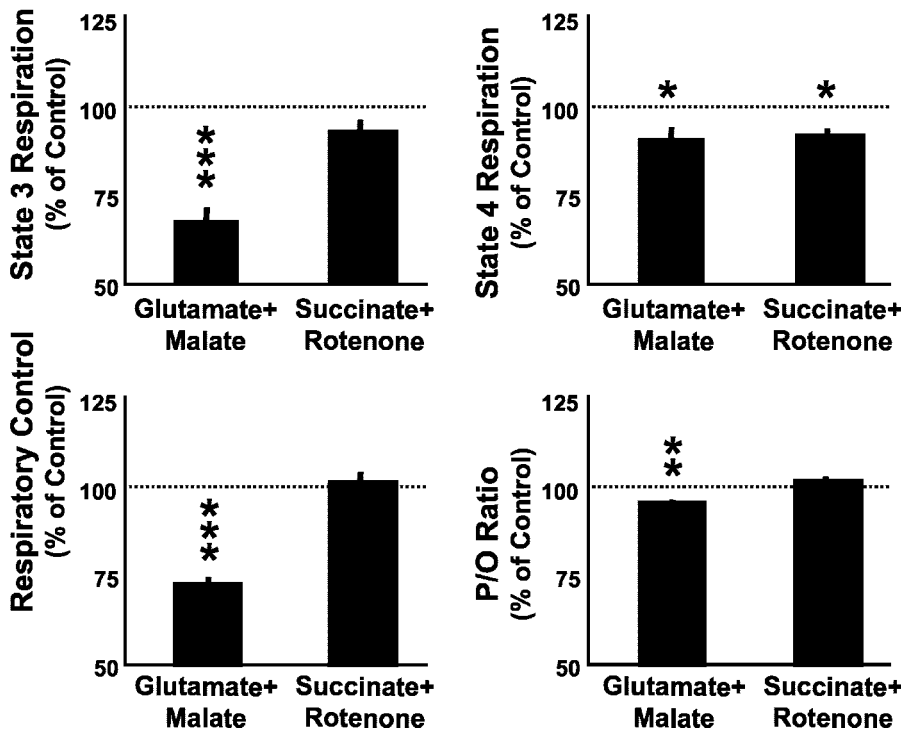 State 3 Respiration
(% of Control)
125
100
75
50
***
Glutamate+
Malate
Succinate+
Rotenone
State 4 Respiration
(% of Control)
125
100
75
50
*
*
Glutamate+
Malate
Succinate+
Rotenone
Respiratory Control
(% of Control)
125
100
75
50
***
Glutamate+
Malate
Succinate+
Rotenone
P/O Ratio
(% of Control)
125
100
75
50
**
Glutamate+
Malate
Succinate+
Rotenone